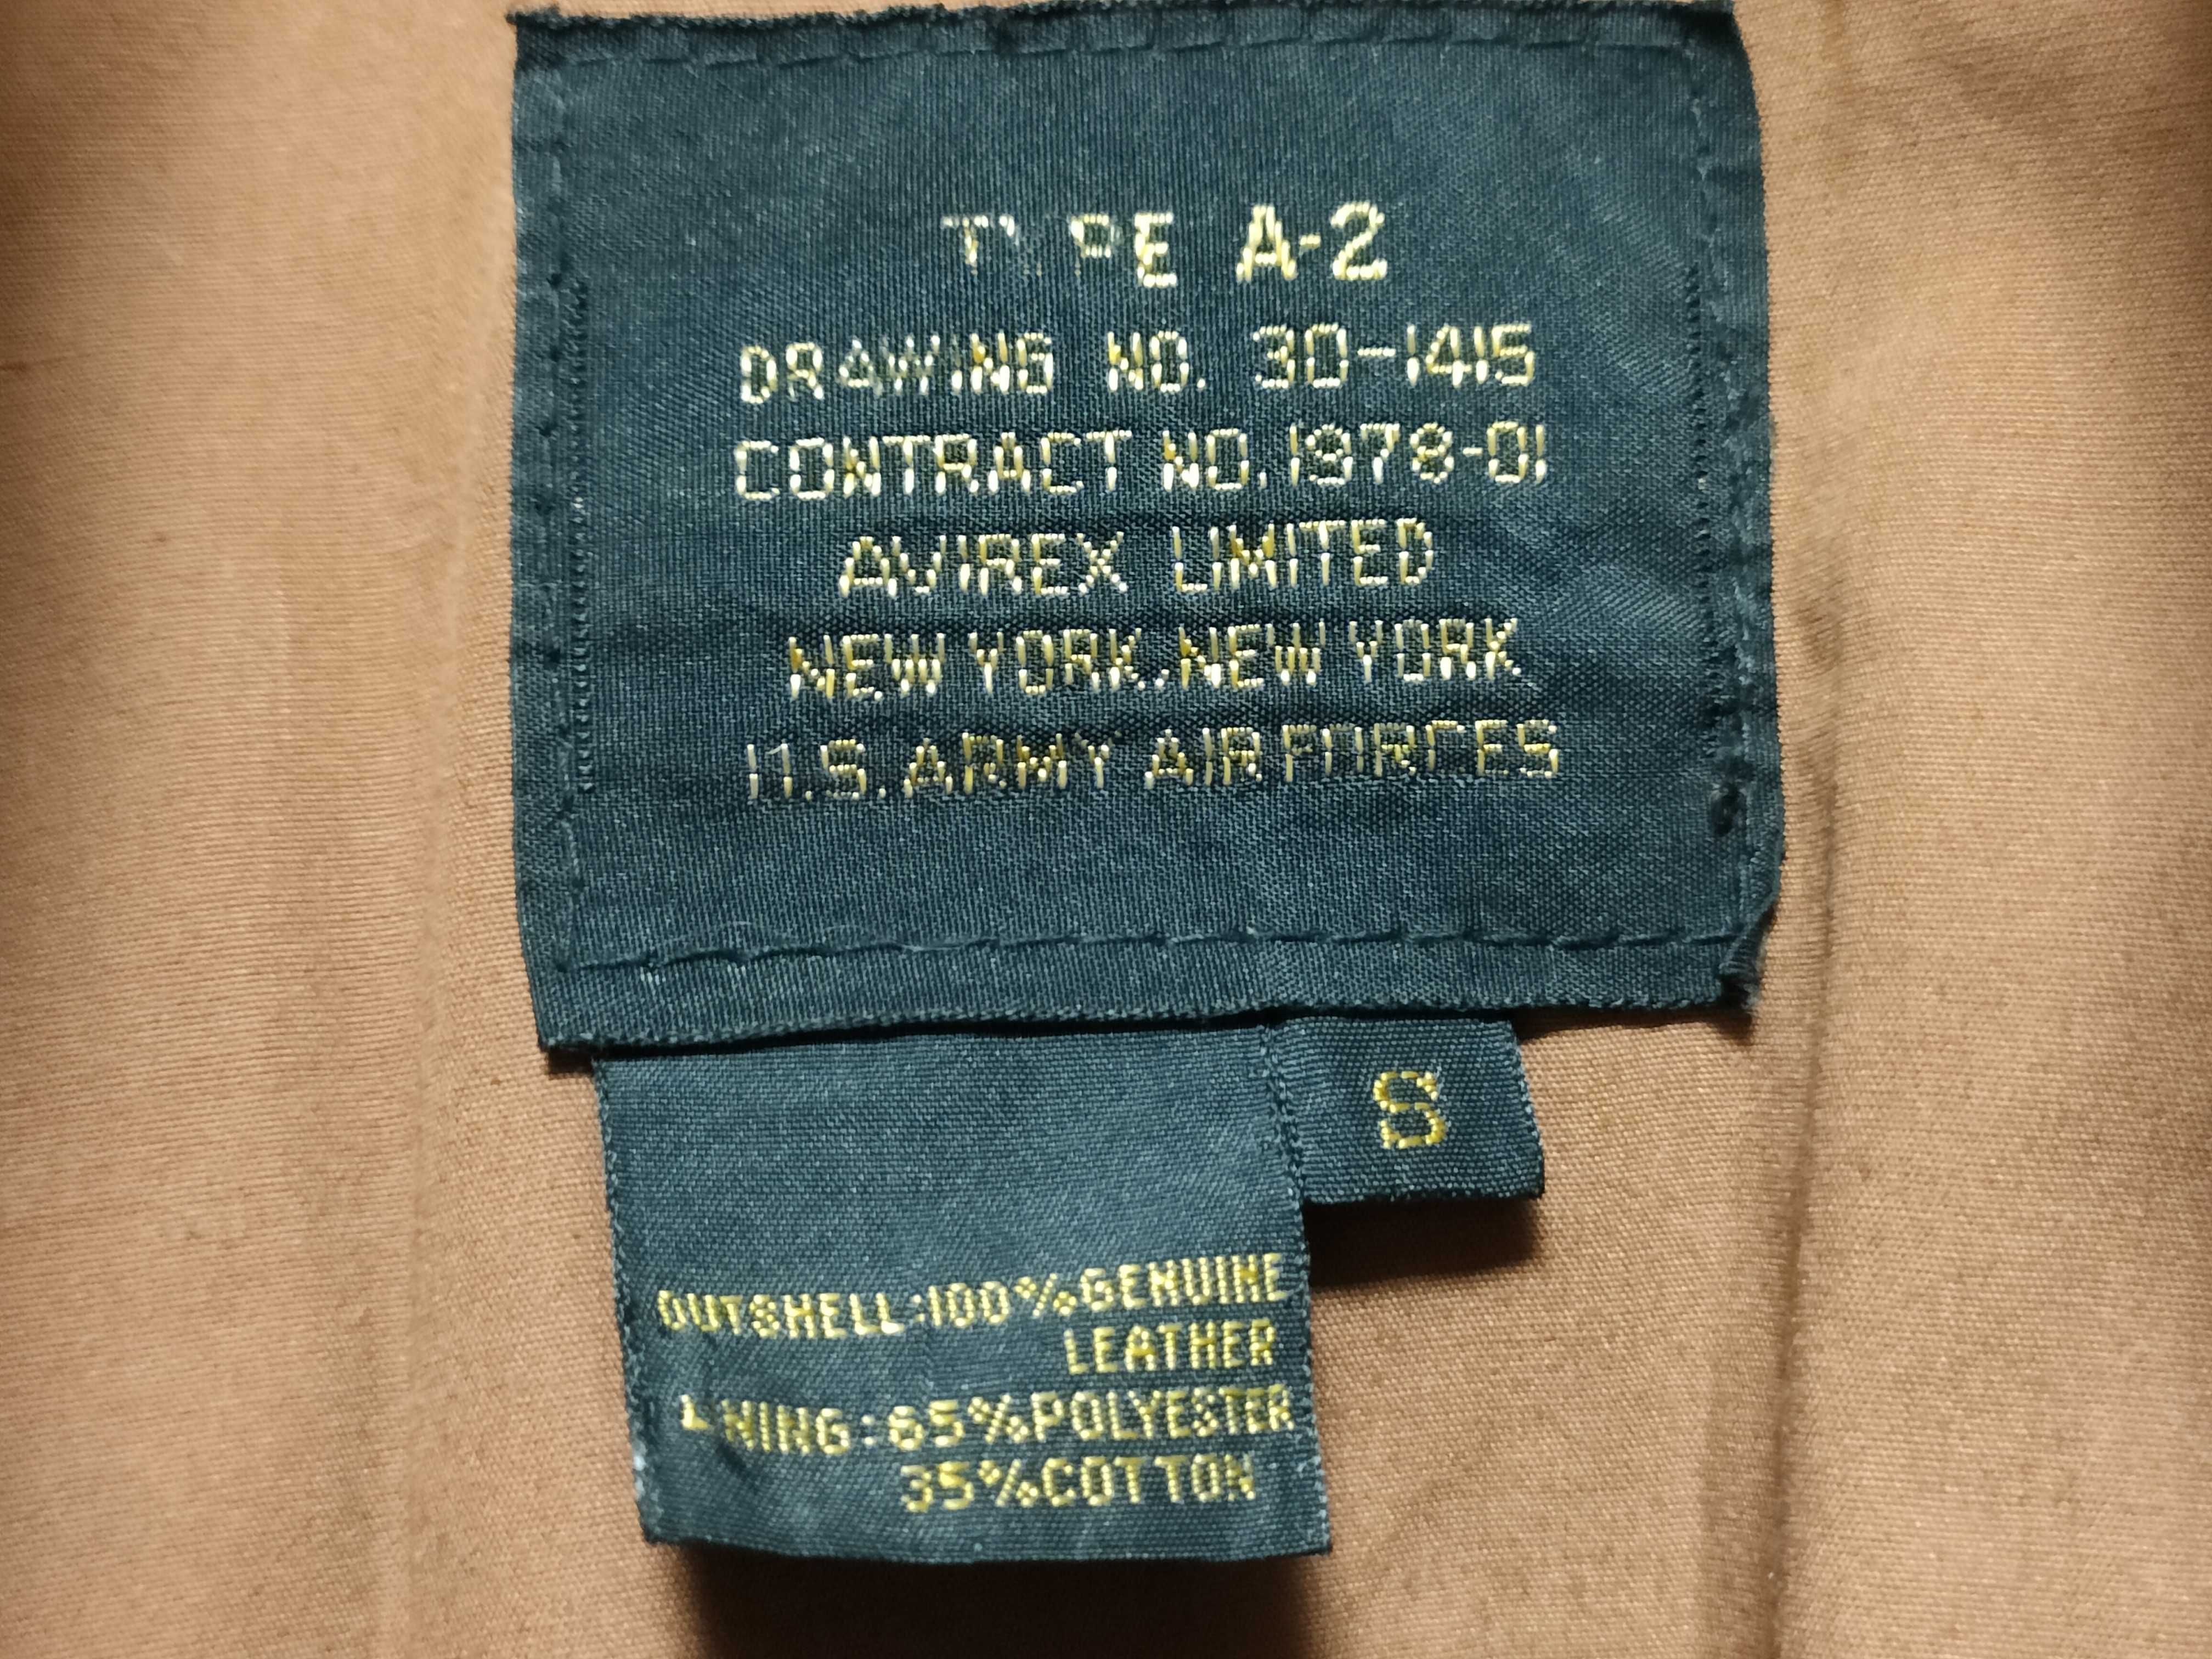 TYPE A-2
DRAWING NO. 30-1415
CONTRACT NO. 1978-01
AVIREX LIMITED
NEW YORK, NEW YORK
U.S. ARMY AIR FORCES
S
OUTSHELL:100%GENUINE
LEATHER
LINING:65%POLYESTER
35%COTTON